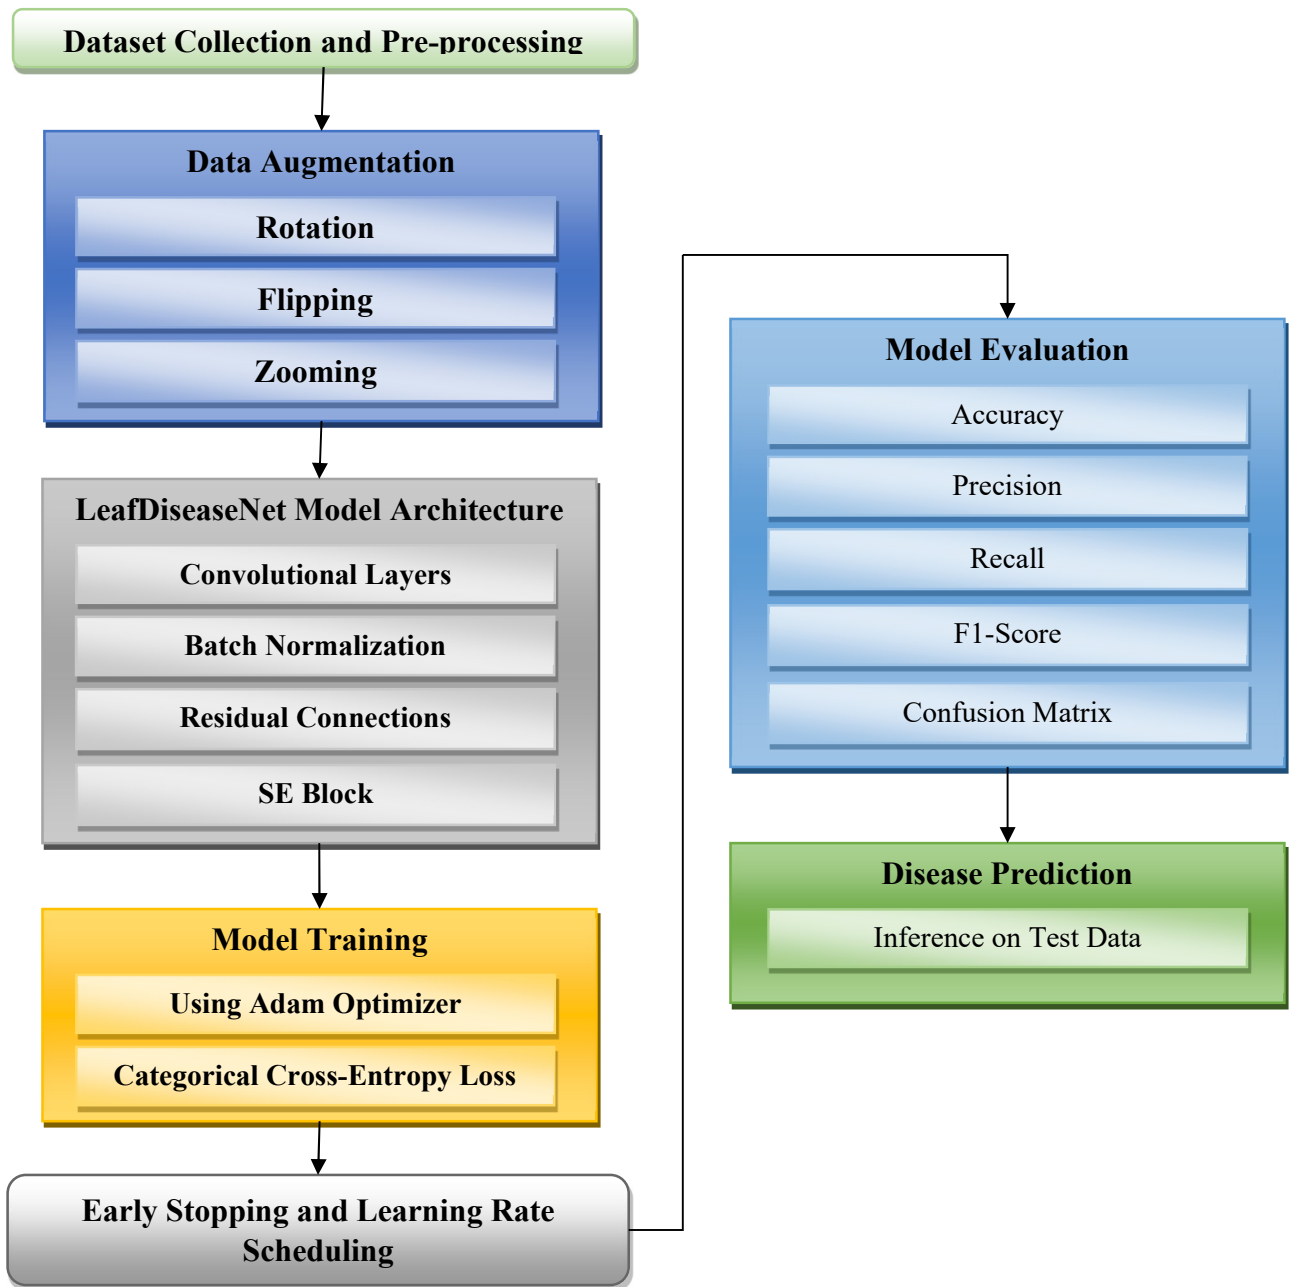 Dataset Collection and Pre-processing
Data Augmentation
Rotation
Flipping
Zooming
LeafDiseaseNet Model Architecture
Convolutional Layers
Batch Normalization
Residual Connections
SE Block
Model Training
Using Adam Optimizer
Categorical Cross-Entropy Loss
Early Stopping and Learning Rate
Scheduling
Model Evaluation
Accuracy
Precision
Recall
F1-Score
Confusion Matrix
Disease Prediction
Inference on Test Data